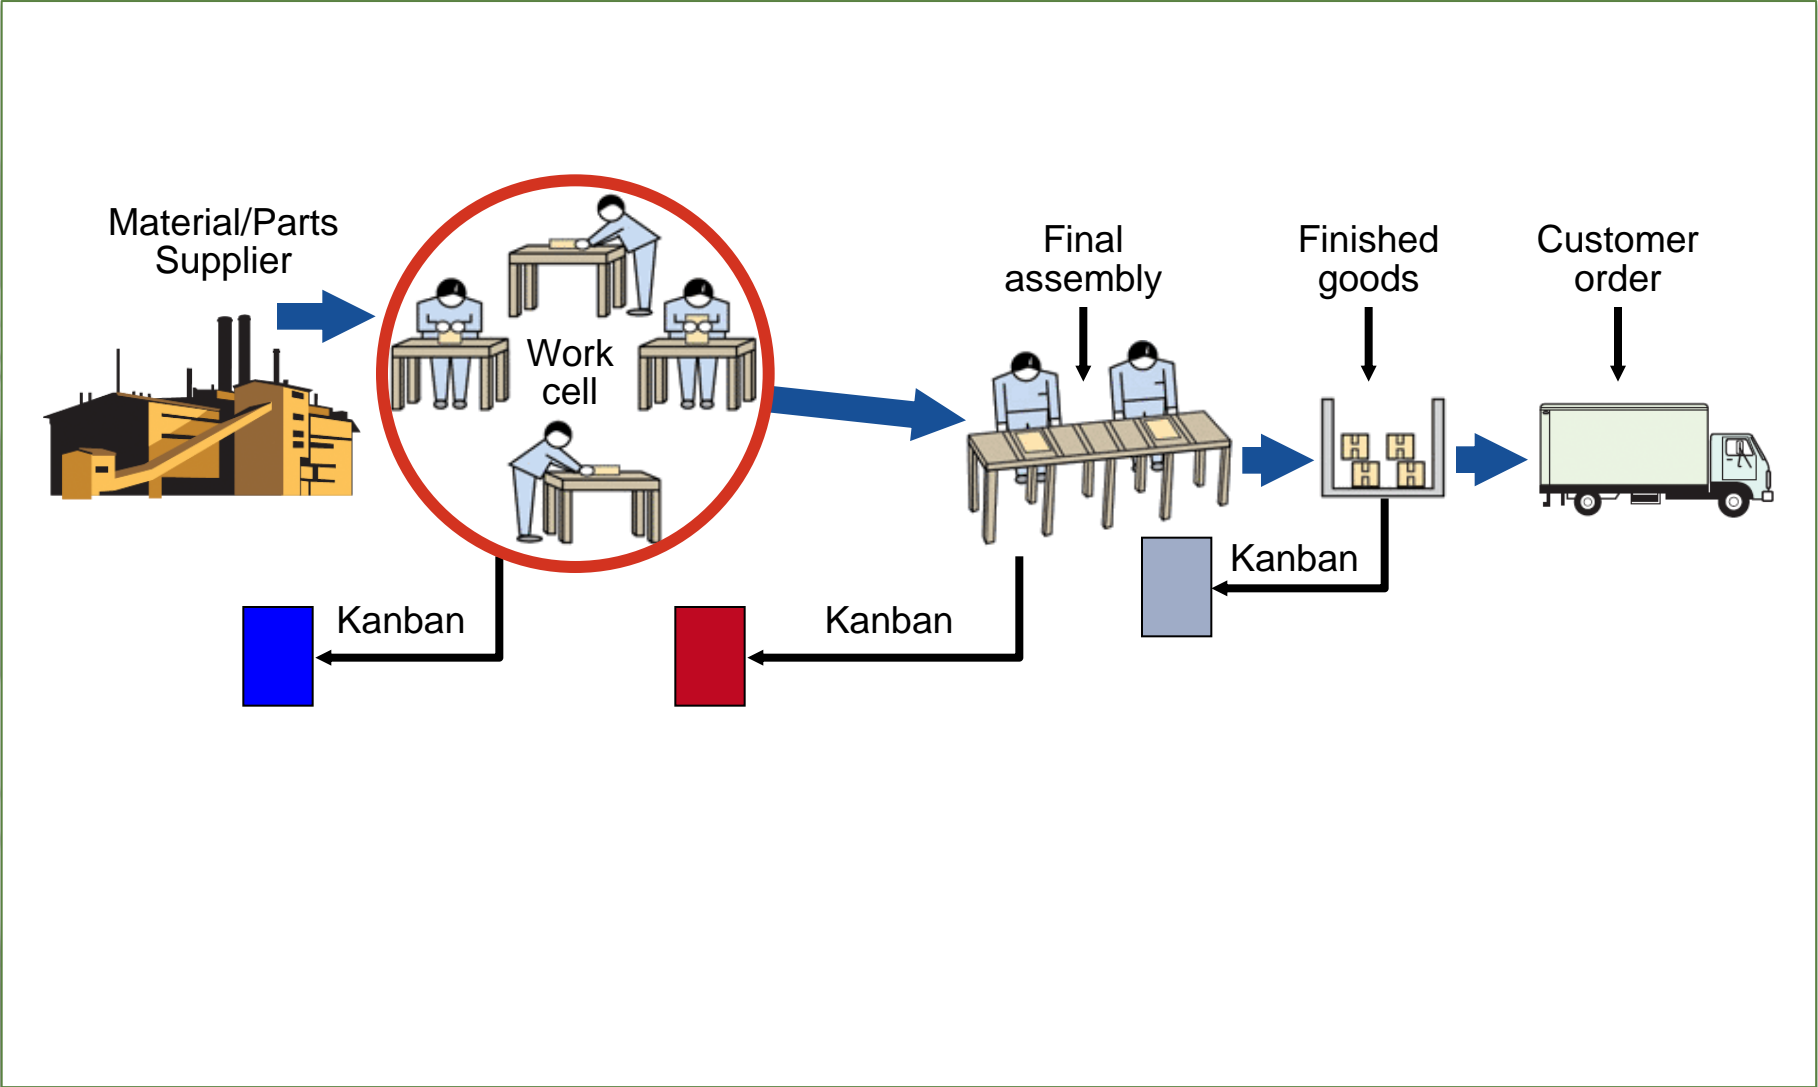 Material/Parts
Supplier
Work
cell
Final
assembly
Finished
goods
Customer
order
Kanban
Kanban
Kanban